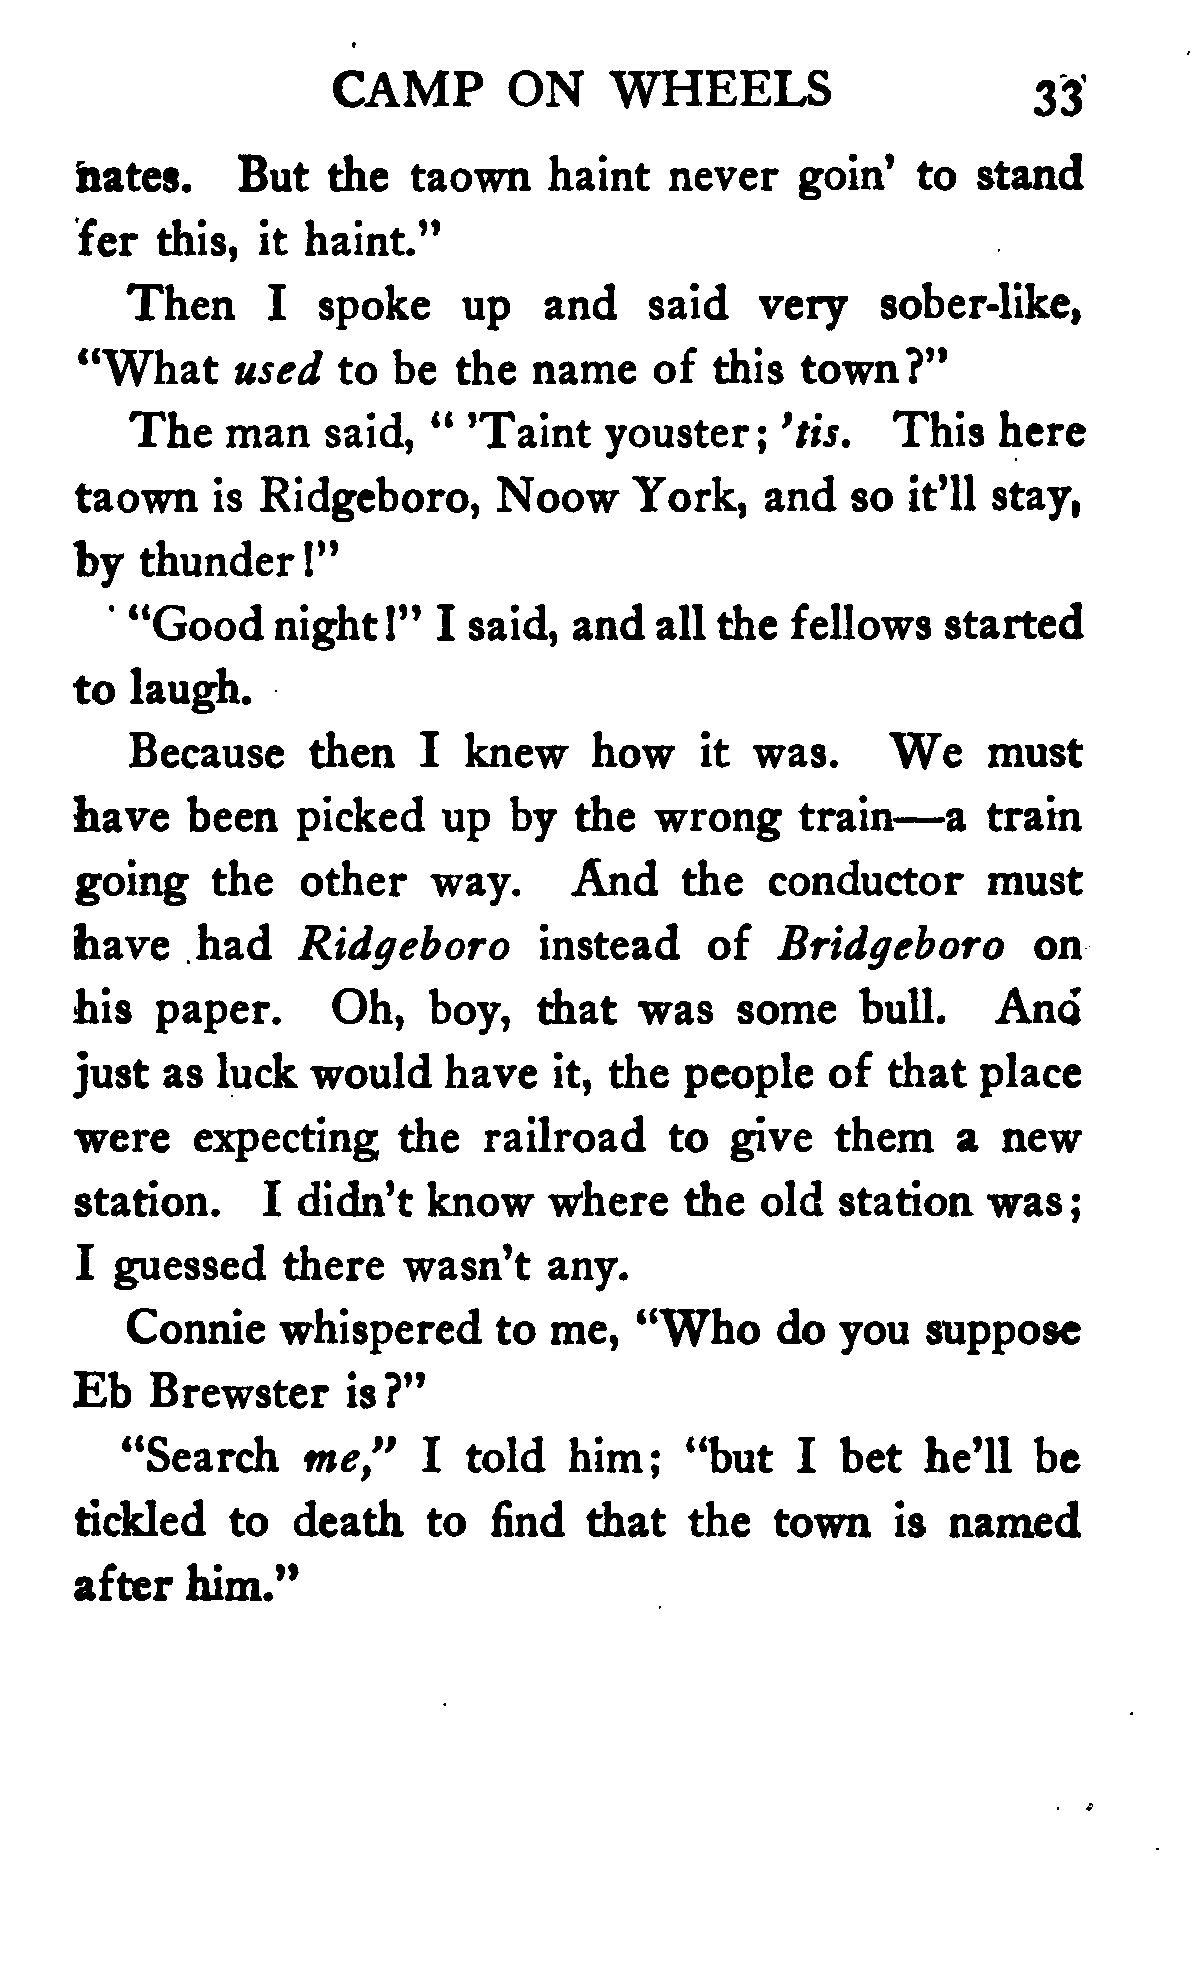 CAMP ON WHEELS 33
nates. But the taown haint never goin' to stand
fer this, it haint."
Then I spoke up and said very sober-like,
"What used to be the name of this town?"
The man said, " 'Taint youster; 'tis. This here
taown is Ridgeboro, Noow York, and so it'll stay,
by thunder!"
"Good night!" I said, and all the fellows started
to laugh.
Because then I knew how it was. We must
have been picked up by the wrong train—a train
going the other way. And the conductor must
have had Ridgeboro instead of Bridgeboro on
his paper. Oh, boy, that was some bull. And
just as luck would have it, the people of that place
were expecting the railroad to give them a new
station. I didn't know where the old station was;
I guessed there wasn't any.
Connie whispered to me, "Who do you suppose
Eb Brewster is?"
"Search me," I told him; "but I bet he'll be
tickled to death to find that the town is named
after him."